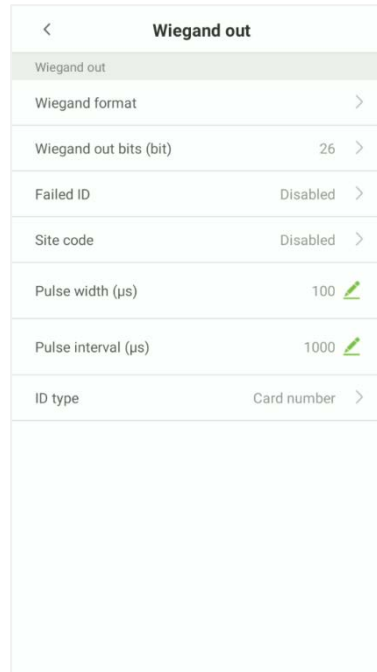 Wiegand out
Wiegand out
Wiegand format
Wiegand out bits (bit) 26
Failed ID Disabled
Site code Disabled
Pulse width (μs) 100
Pulse interval (μs) 1000
ID type Card number